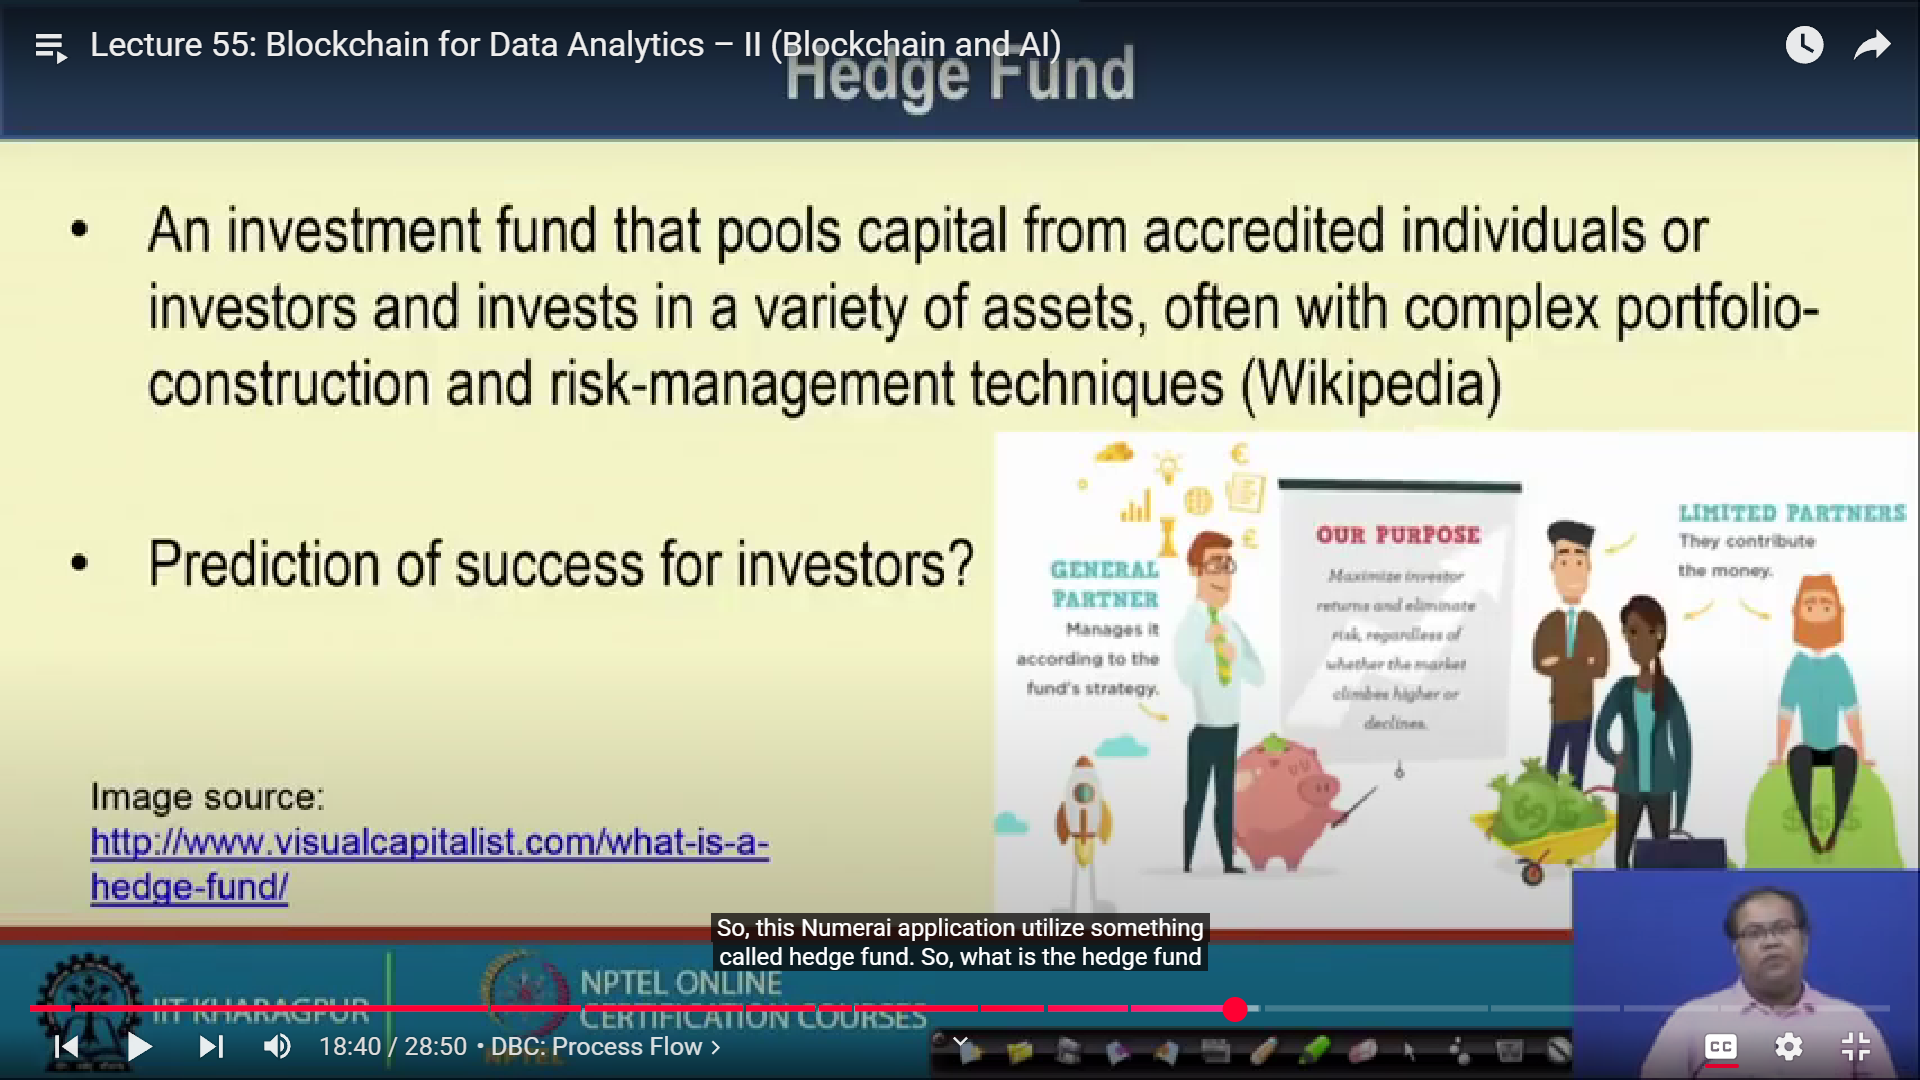 Lecture 55: Blockchain for Data Analytics – II (Blockchain and AI)
Hedge Fund
• An investment fund that pools capital from accredited individuals or
investors and invests in a variety of assets, often with complex portfolio-
construction and risk-management techniques (Wikipedia)
• Prediction of success for investors?
GENERAL
PARTNER
Manages it
according to the
fund's strategy.
OUR PURPOSE
Maximize investor
returns and eliminate
risk, regardless of
whether the market
climbes higher or
declines.
LIMITED PARTNERS
They contribute
the money.
$$$
Image source:
http://www.visualcapitalist.com/what-is-a-
hedge-fund/
So, this Numerai application utilize something
called hedge fund. So, what is the hedge fund
IIT KHARAGPUR
NPTEL ONLINE
CERTIFICATION COURSES
18:40 / 28:50 • DBC: Process Flow
CC